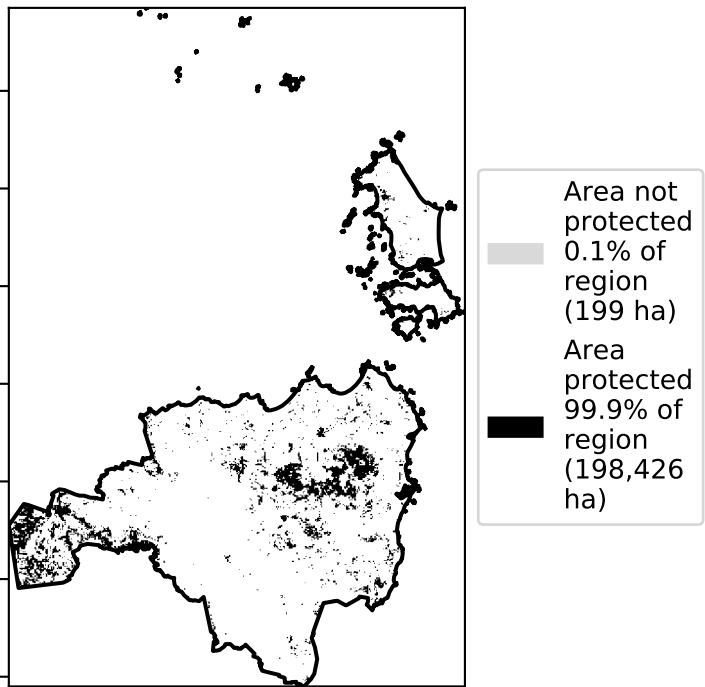 Area not
protected
0.1% of
region
(199 ha)
Area
protected
99.9% of
region
(198,426
ha)